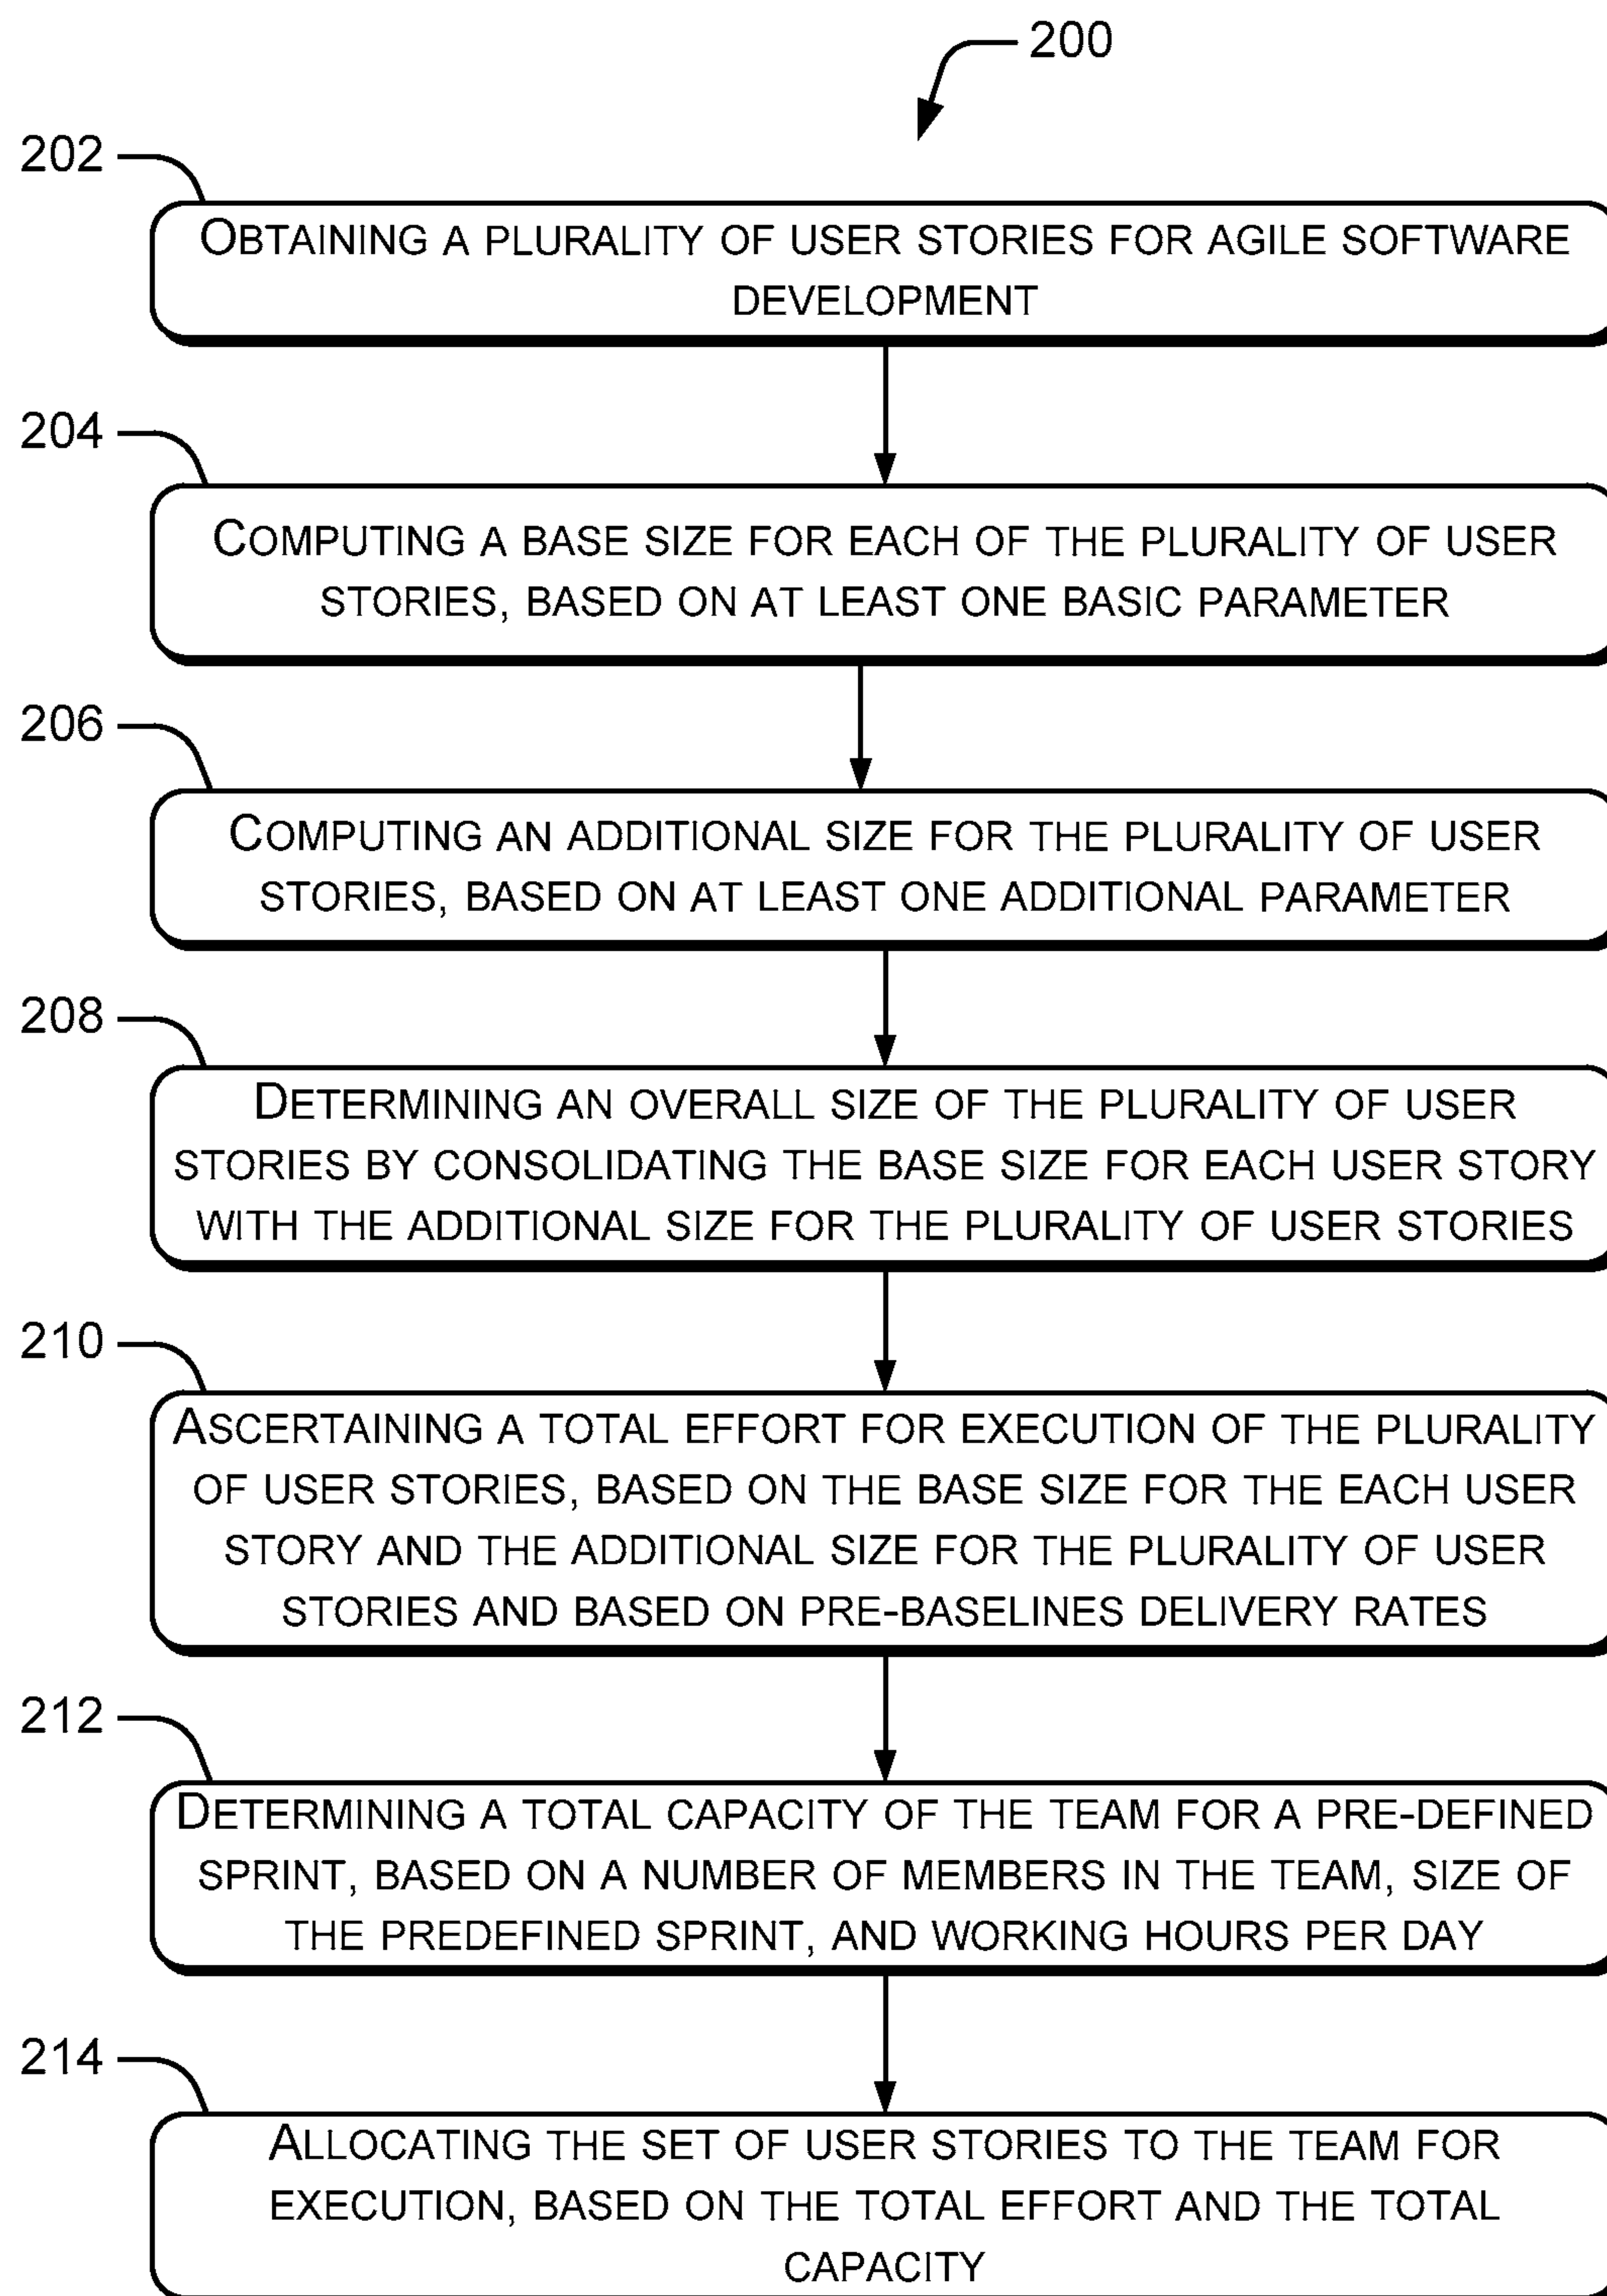 200
202
OBTAINING A PLURALITY OF USER STORIES FOR AGILE SOFTWARE
DEVELOPMENT
204
COMPUTING A BASE SIZE FOR EACH OF THE PLURALITY OF USER
STORIES, BASED ON AT LEAST ONE BASIC PARAMETER
206
COMPUTING AN ADDITIONAL SIZE FOR THE PLURALITY OF USER
STORIES, BASED ON AT LEAST ONE ADDITIONAL PARAMETER
208
DETERMINING AN OVERALL SIZE OF THE PLURALITY OF USER
STORIES BY CONSOLIDATING THE BASE SIZE FOR EACH USER STORY
WITH THE ADDITIONAL SIZE FOR THE PLURALITY OF USER STORIES
210
ASCERTAINING A TOTAL EFFORT FOR EXECUTION OF THE PLURALITY
OF USER STORIES, BASED ON THE BASE SIZE FOR THE EACH USER
STORY AND THE ADDITIONAL SIZE FOR THE PLURALITY OF USER
STORIES AND BASED ON PRE-BASELINES DELIVERY RATES
212
DETERMINING A TOTAL CAPACITY OF THE TEAM FOR A PRE-DEFINED
SPRINT, BASED ON A NUMBER OF MEMBERS IN THE TEAM, SIZE OF
THE PREDEFINED SPRINT, AND WORKING HOURS PER DAY
214
ALLOCATING THE SET OF USER STORIES TO THE TEAM FOR
EXECUTION, BASED ON THE TOTAL EFFORT AND THE TOTAL
CAPACITY